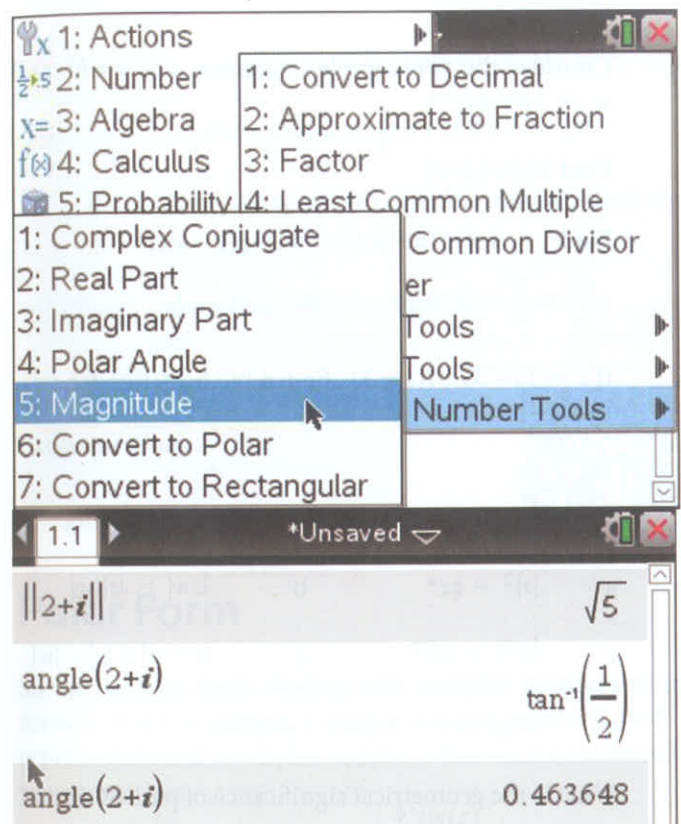 1: Actions
2: Number
3: Algebra
4: Calculus
5: Probability
1: Convert to Decimal
2: Approximate to Fraction
3: Factor
4: Least Common Multiple
Common Divisor
er
Tools
Tools
Number Tools
1: Complex Conjugate
2: Real Part
3: Imaginary Part
4: Polar Angle
5: Magnitude
6: Convert to Polar
7: Convert to Rectangular
1.1 *Unsaved
||2+i|| √5
angle(2+i) tan⁻¹(1/2)
angle(2+i) 0.463648